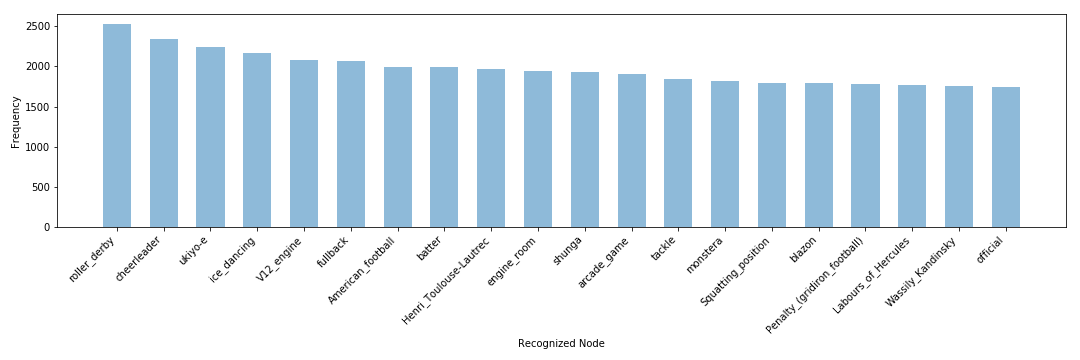 2500
2000
1500
1000
500
0
Frequency
roller_derby
cheerleader
ukiyo-e
ice_dancing
V12_engine
fullback
American_football
batter
Henri_Toulouse-Lautrec
engine_room
shunga
arcade_game
tackle
monstera
Squatting_position
blazon
Penalty_(gridiron_football)
Labours_of_Hercules
Wassily_Kandinsky
official
Recognized Node